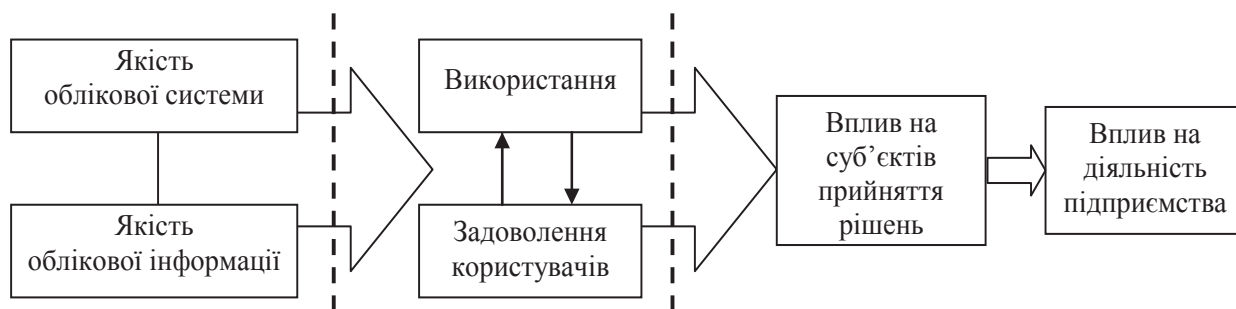 Якість
облікової системи
Якість
облікової інформації
Використання
Задоволення
користувачів
Вплив на
суб’єктів
прийняття
рішень
Вплив на
діяльність
підприємства